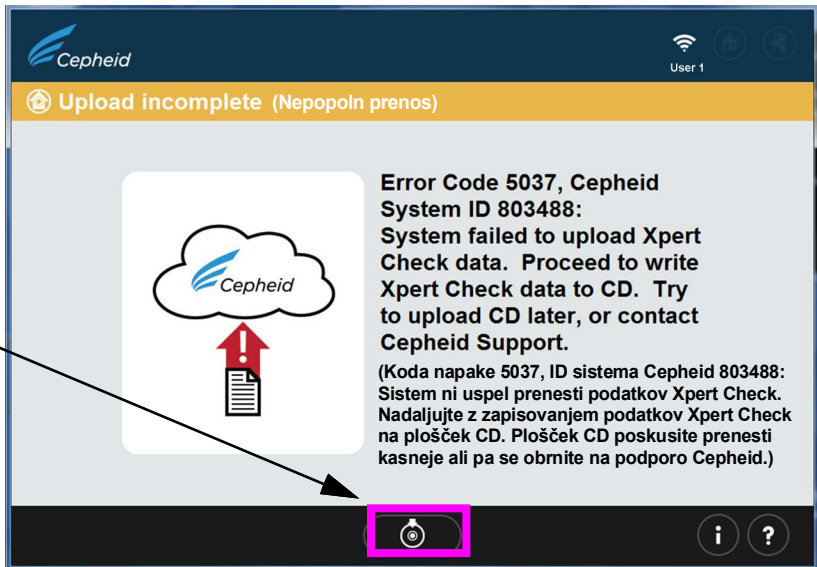 Cepheid
User 1
Upload incomplete (Nepopoln prenos)
Cepheid
Error Code 5037, Cepheid
System ID 803488:
System failed to upload Xpert
Check data. Proceed to write
Xpert Check data to CD. Try
to upload CD later, or contact
Cepheid Support.
(Koda napake 5037, ID sistema Cepheid 803488:
Sistem ni uspel prenesti podatkov Xpert Check.
Nadaljujte z zapisovanjem podatkov Xpert Check
na plošček CD. Plošček CD poskusite prenesti
kasneje ali pa se obrnite na podporo Cepheid.)
!
i ?